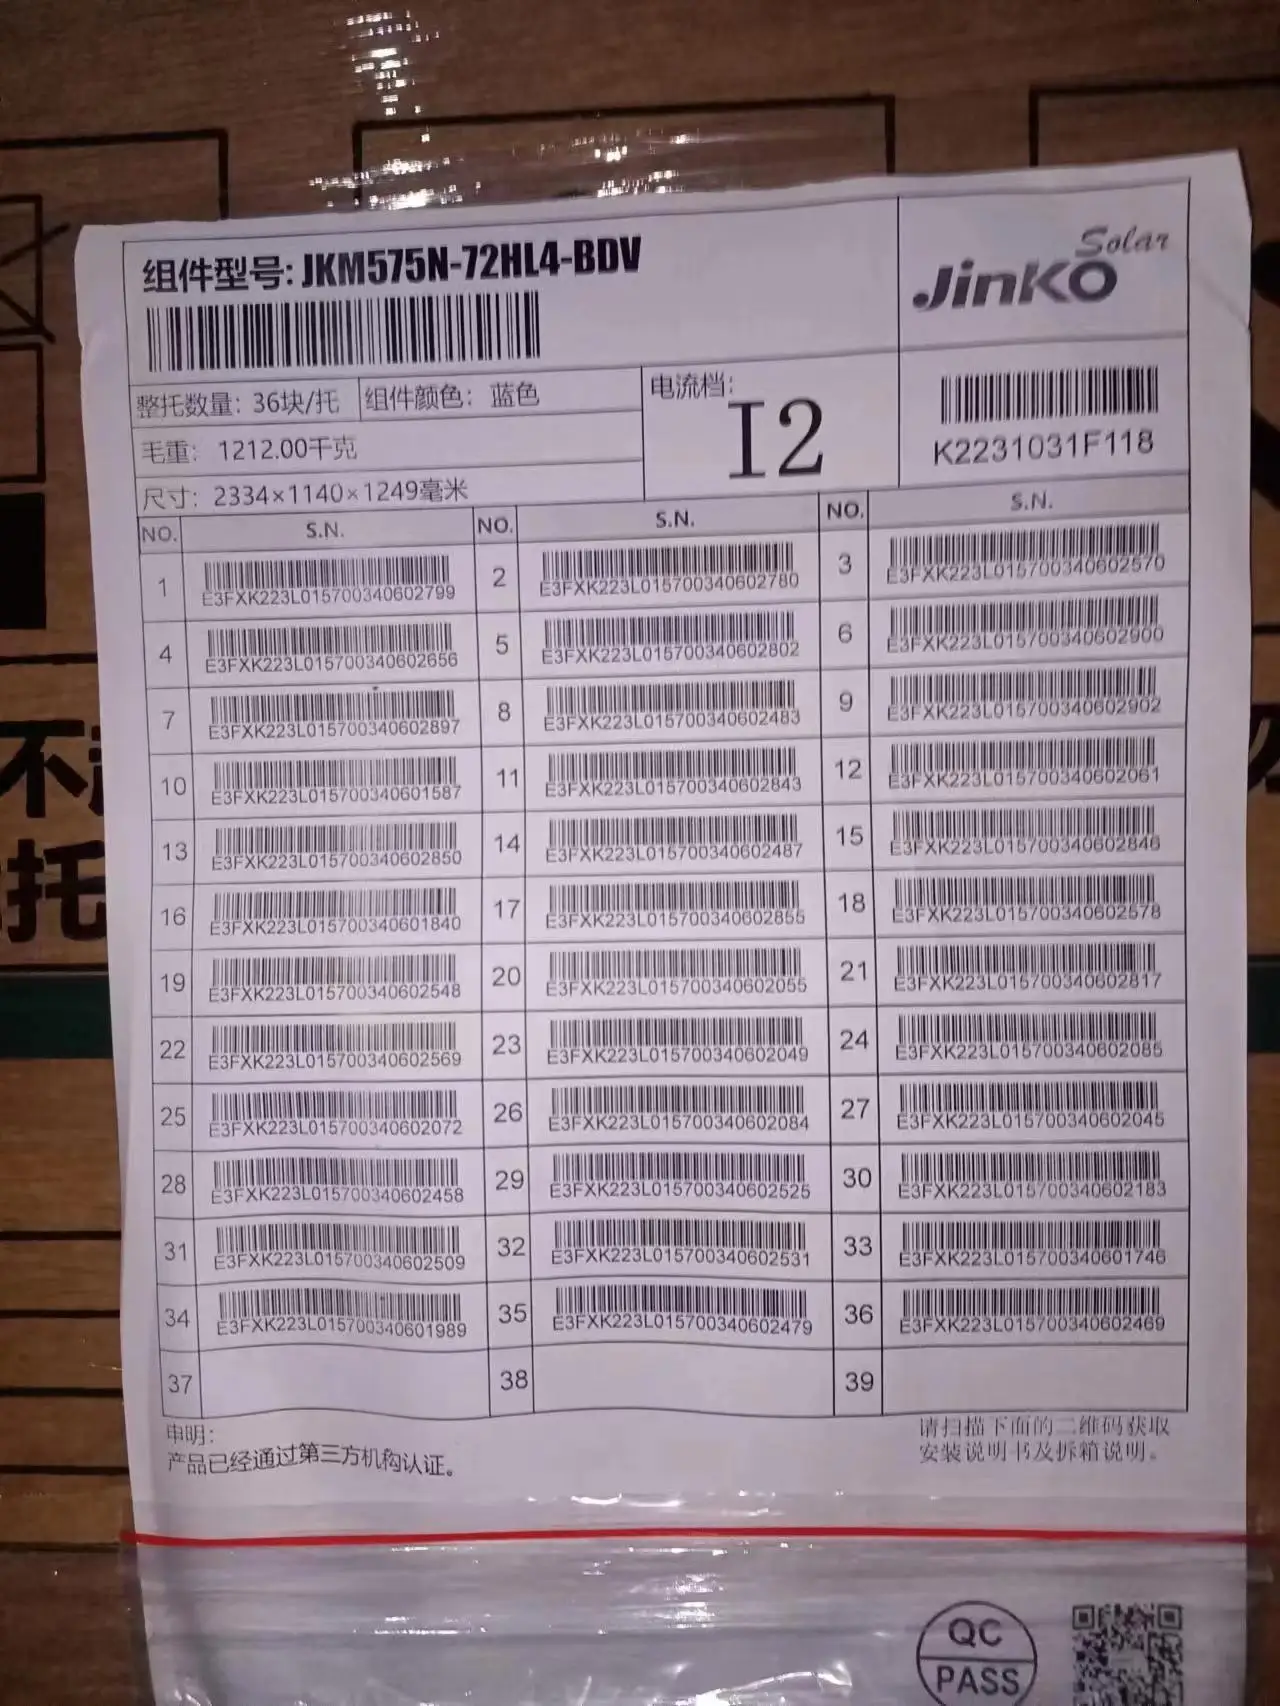 组件型号: JKM575N-72HL4-BDV
Solar
JinKO
整托数量: 36块/托 组件颜色: 蓝色
电流档:
I2
K2231031F118
毛重: 1212.00千克
尺寸: 2334×1140×1249毫米
NO. S.N. NO. S.N. NO. S.N.
1 E3FXK223L015700340602799 2 E3FXK223L015700340602780 3 E3FXK223L015700340602570
4 E3FXK223L015700340602656 5 E3FXK223L015700340602802 6 E3FXK223L015700340602900
7 E3FXK223L015700340602897 8 E3FXK223L015700340602483 9 E3FXK223L015700340602902
10 E3FXK223L015700340601587 11 E3FXK223L015700340602843 12 E3FXK223L015700340602061
13 E3FXK223L015700340602850 14 E3FXK223L015700340602487 15 E3FXK223L015700340602846
16 E3FXK223L015700340601840 17 E3FXK223L015700340602855 18 E3FXK223L015700340602578
19 E3FXK223L015700340602548 20 E3FXK223L015700340602055 21 E3FXK223L015700340602817
22 E3FXK223L015700340602569 23 E3FXK223L015700340602049 24 E3FXK223L015700340602085
25 E3FXK223L015700340602072 26 E3FXK223L015700340602084 27 E3FXK223L015700340602045
28 E3FXK223L015700340602458 29 E3FXK223L015700340602525 30 E3FXK223L015700340602183
31 E3FXK223L015700340602509 32 E3FXK223L015700340602531 33 E3FXK223L015700340601746
34 E3FXK223L015700340601989 35 E3FXK223L015700340602479 36 E3FXK223L015700340602469
37 38 39
申明:
产品已经通过第三方机构认证。
请扫描下面的二维码获取
安装说明书及拆箱说明。
QC
PASS
不
托